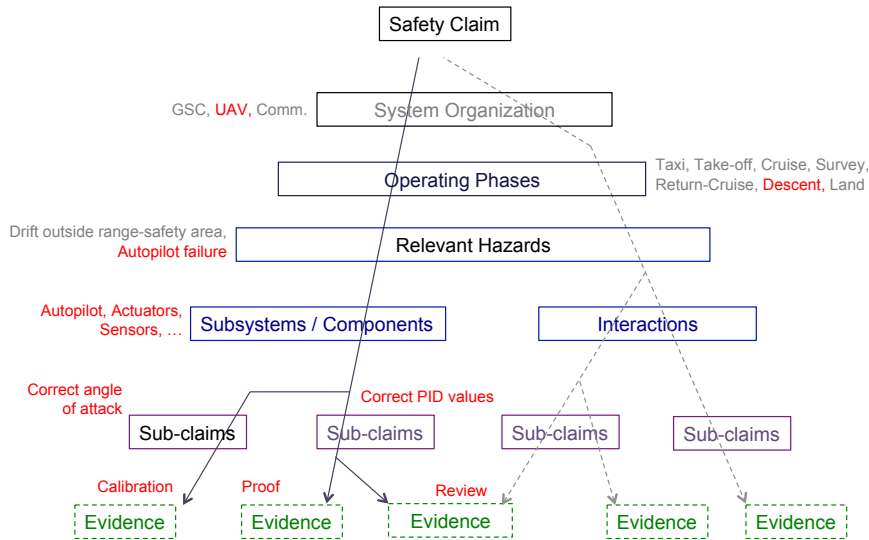 Safety Claim
GSC, UAV, Comm.
System Organization
Operating Phases
Taxi, Take-off, Cruise, Survey,
Return-Cruise, Descent, Land
Drift outside range-safety area,
Autopilot failure
Relevant Hazards
Autopilot, Actuators,
Sensors, …
Subsystems / Components
Interactions
Correct angle
of attack
Correct PID values
Sub-claims
Sub-claims
Sub-claims
Sub-claims
Calibration
Proof
Review
Evidence
Evidence
Evidence
Evidence
Evidence